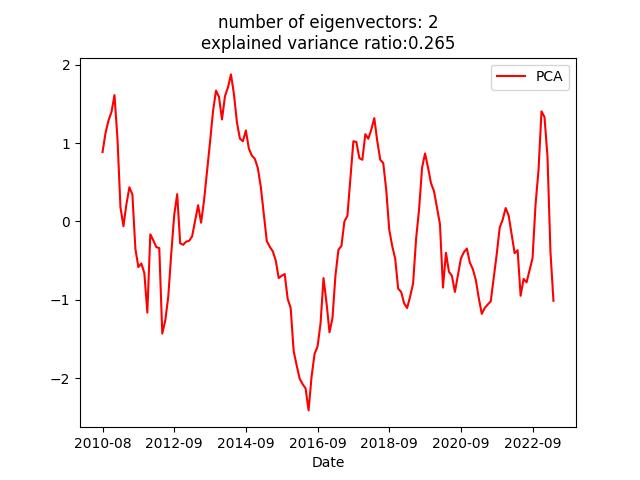 number of eigenvectors: 2
explained variance ratio:0.265
PCA
2
1
0
−1
−2
2010-08 2012-09 2014-09 2016-09 2018-09 2020-09 2022-09
Date